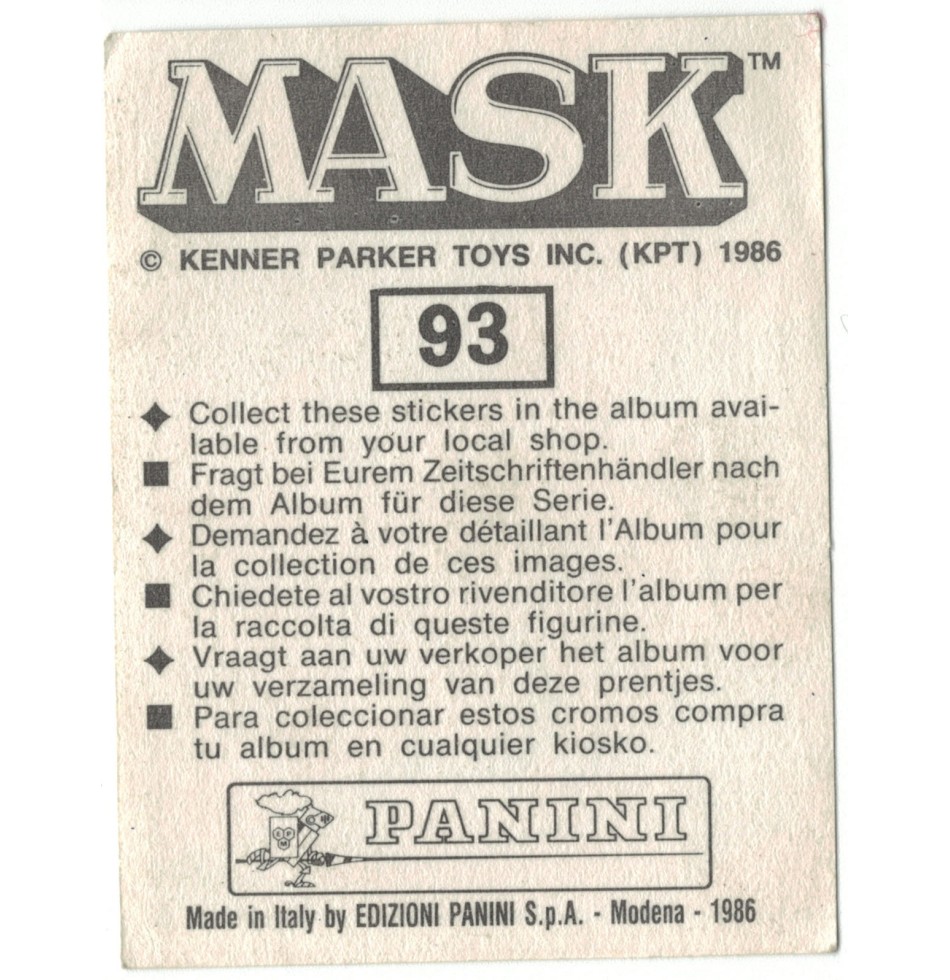 MASK™
© KENNER PARKER TOYS INC. (KPT) 1986
93
Collect these stickers in the album avai-
lable from your local shop.
Fragt bei Eurem Zeitschriftenhändler nach
dem Album für diese Serie.
Demandez à votre détaillant l'Album pour
la collection de ces images.
Chiedete al vostro rivenditore l'album per
la raccolta di queste figurine.
Vraagt aan uw verkoper het album voor
uw verzameling van deze prentjes.
Para coleccionar estos cromos compra
tu album en cualquier kiosko.
PANINI
Made in Italy by EDIZIONI PANINI S.p.A. - Modena - 1986